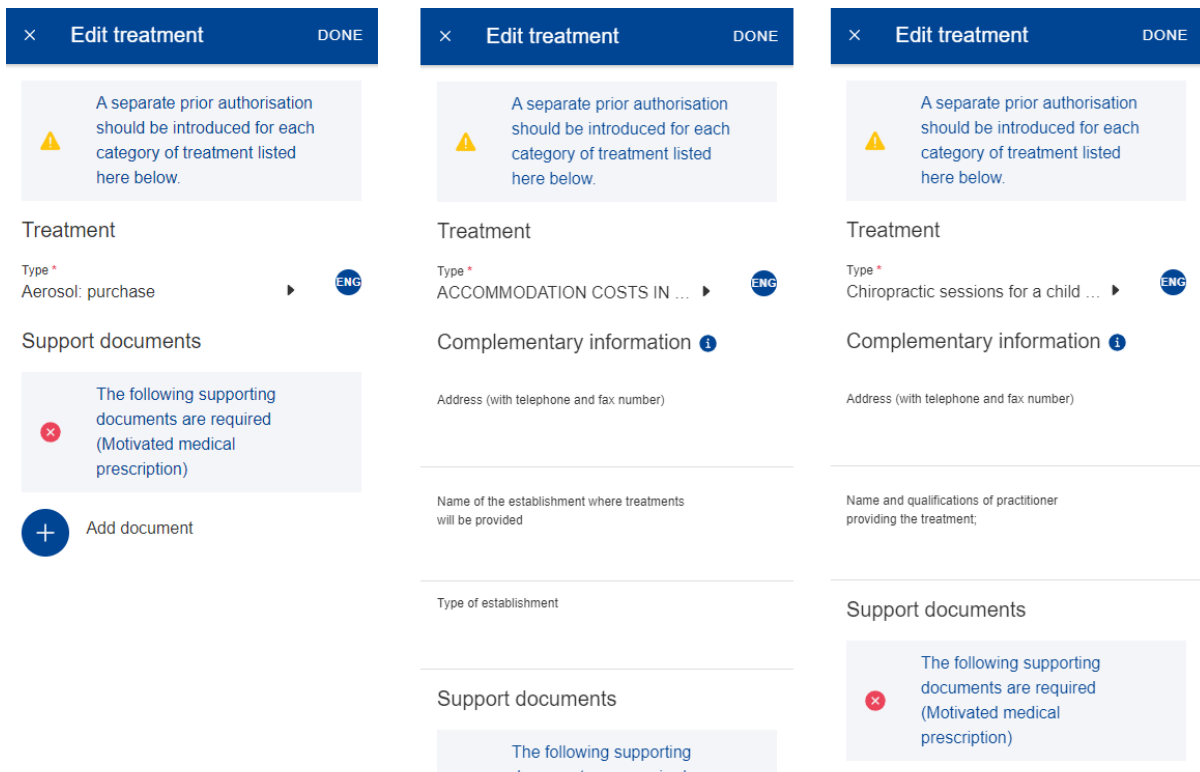 Edit treatment
DONE
A separate prior authorisation
should be introduced for each
category of treatment listed
here below.
Treatment
Type *
Aerosol: purchase
ENG
Support documents
The following supporting
documents are required
(Motivated medical
prescription)
Add document
Edit treatment
DONE
A separate prior authorisation
should be introduced for each
category of treatment listed
here below.
Treatment
Type *
ACCOMMODATION COSTS IN ...
ENG
Complementary information
Address (with telephone and fax number)
Name of the establishment where treatments
will be provided
Type of establishment
Support documents
The following supporting
Edit treatment
DONE
A separate prior authorisation
should be introduced for each
category of treatment listed
here below.
Treatment
Type *
Chiropractic sessions for a child ...
ENG
Complementary information
Address (with telephone and fax number)
Name and qualifications of practitioner
providing the treatment;
Support documents
The following supporting
documents are required
(Motivated medical
prescription)